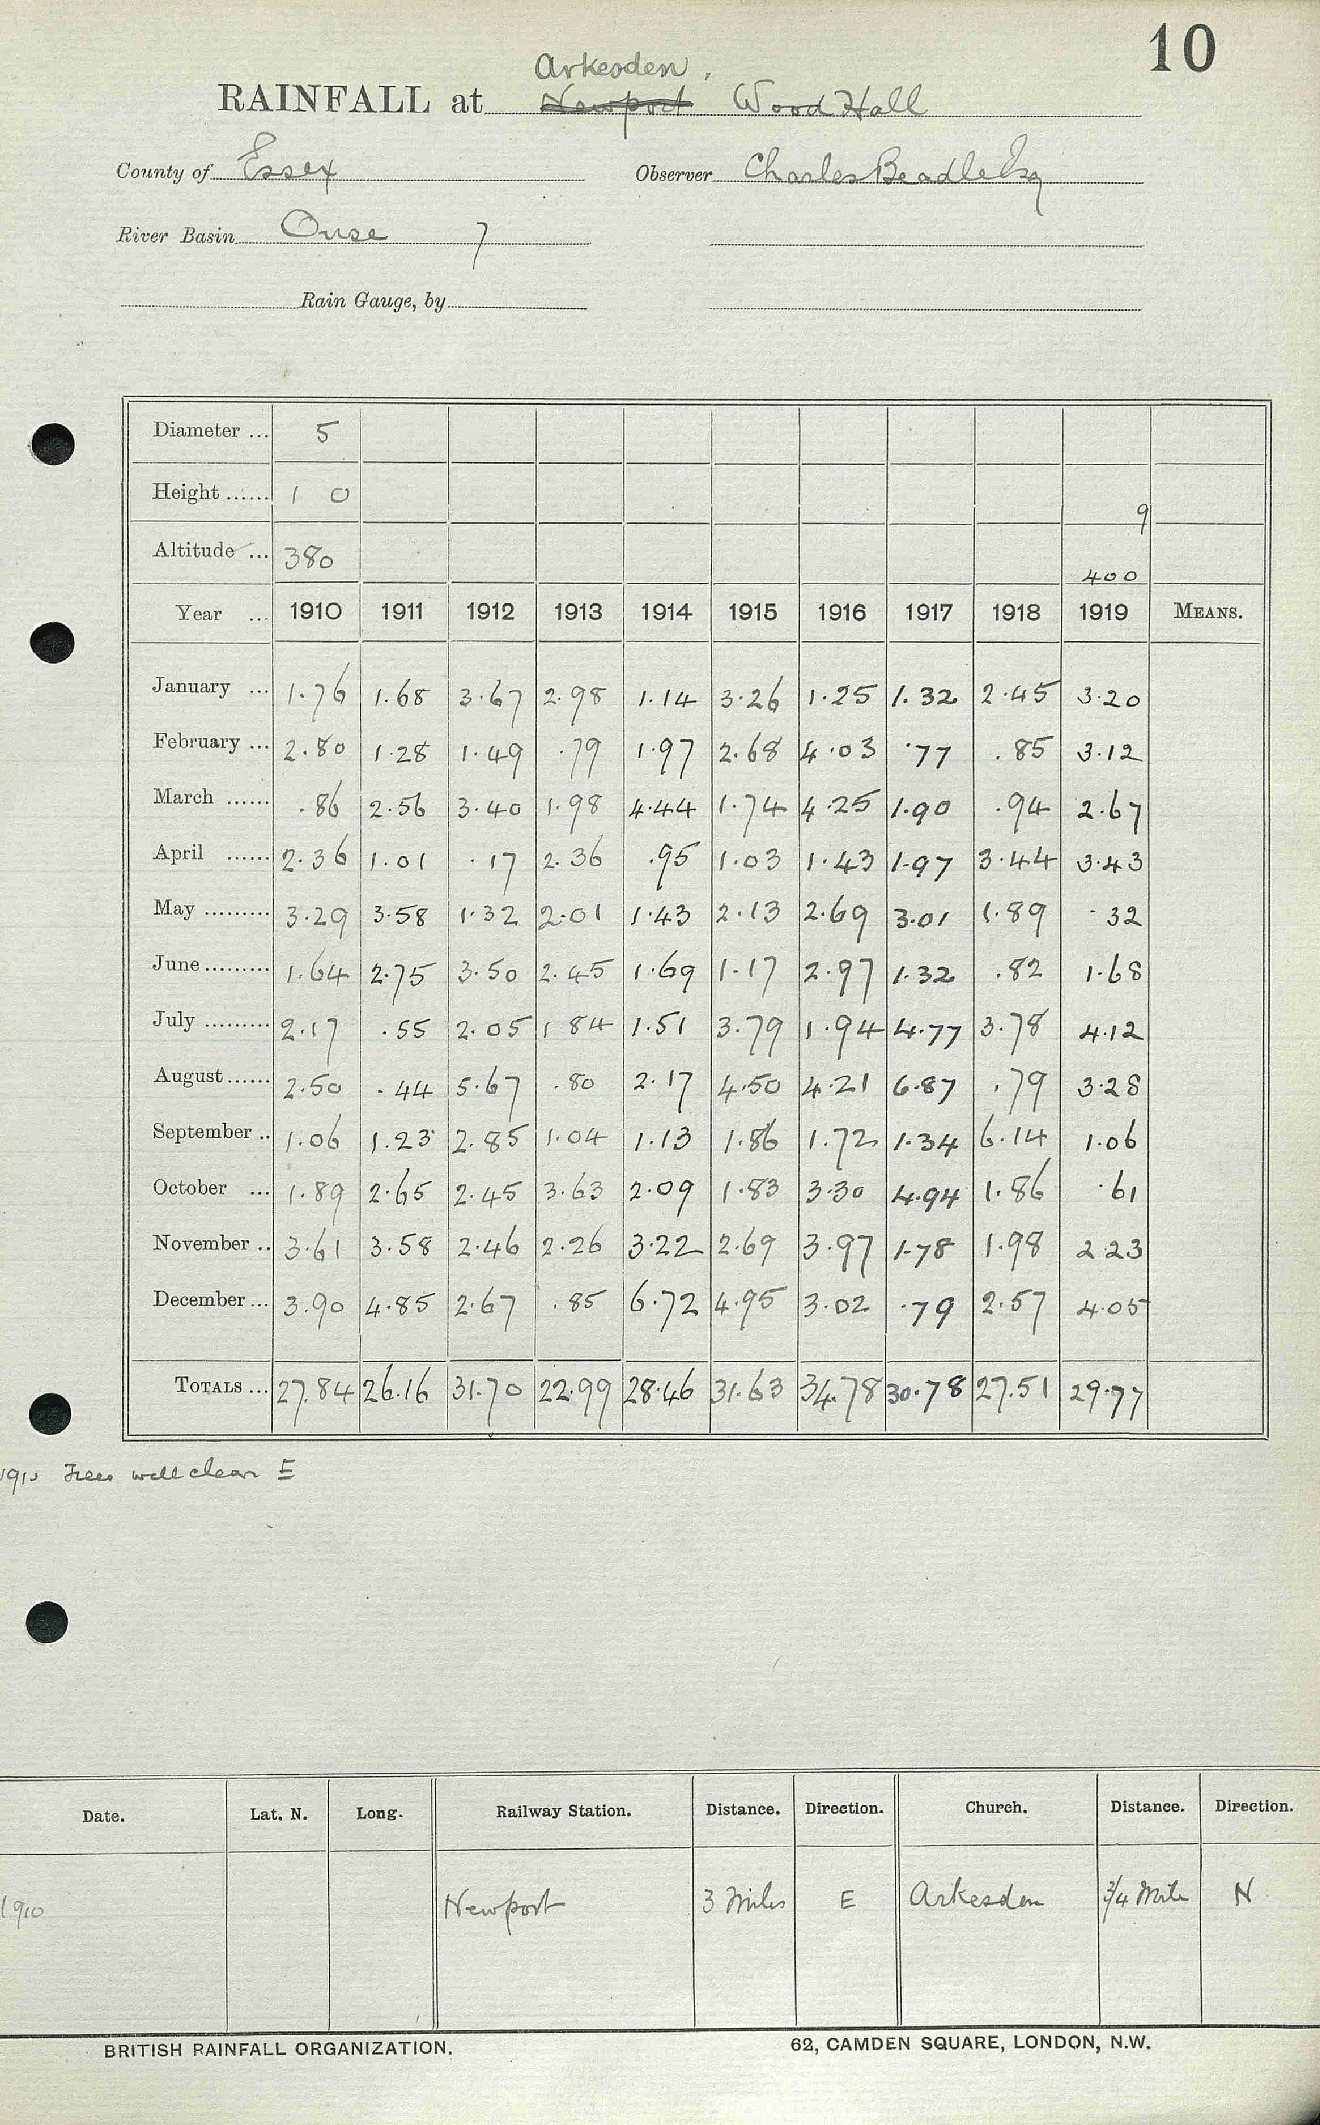 10
Arkesden,
RAINFALL at Newport Wood Hall
County of Essex Observer Charles Beadle Esq
River Basin Ouse 7
Rain Gauge, by
Diameter ... 5
Height ...... 1 0 9
Altitude ... 380 400
Year ... 1910 1911 1912 1913 1914 1915 1916 1917 1918 1919 MEANS.
January ... 1.76 1.68 3.67 2.98 1.14 3.26 1.25 1.32 2.45 3.20
February ... 2.80 1.28 1.49 .79 1.97 2.68 4.03 .77 .85 3.12
March ...... .86 2.56 3.40 1.98 4.44 1.74 4.25 1.90 .94 2.67
April ...... 2.36 1.01 .17 2.36 .95 1.03 1.43 1.97 3.44 3.43
May ......... 3.29 3.58 1.32 2.01 1.43 2.13 2.69 3.01 1.89 .32
June ......... 1.64 2.75 3.50 2.45 1.69 1.17 2.97 1.32 .82 1.68
July ......... 2.17 .55 2.05 1 84 1.51 3.79 1.94 4.77 3.78 4.12
August ...... 2.50 .44 5.67 .80 2.17 4.50 4.21 6.87 .79 3.28
September .. 1.06 1.23 2.85 1.04 1.13 1.86 1.72 1.34 6.14 1.06
October ... 1.89 2.65 2.45 3.63 2.09 1.83 3.30 4.94 1.86 .61
November .. 3.61 3.58 2.46 2.26 3.22 2.69 3.97 1.78 1.98 2.23
December ... 3.90 4.85 2.67 .85 6.72 4.95 3.02 .79 2.57 4.05
TOTALS ... 27.84 26.16 31.70 22.99 28.46 31.63 34.78 30.78 27.51 29.77
1910 Trees well clear E
Date. Lat. N. Long. Railway Station. Distance. Direction. Church. Distance. Direction.
1910 Newport 3 Miles E Arkesden 3/4 Mile N
BRITISH RAINFALL ORGANIZATION. 62, CAMDEN SQUARE, LONDON, N.W.